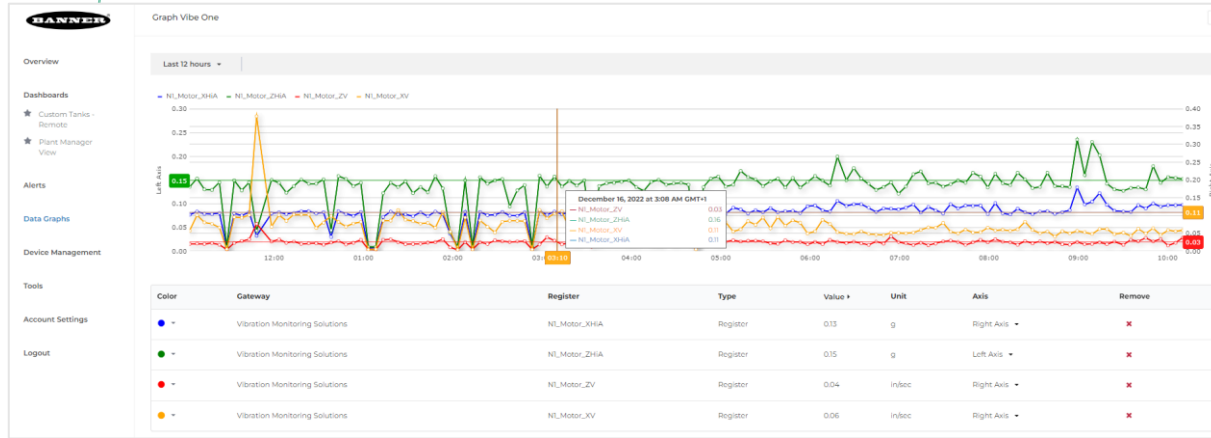 BANNER
Graph Vibe One
Overview
Last 12 hours
Dashboards
Custom Tanks -
Remote
Plant Manager
View
Alerts
Data Graphs
Device Management
Tools
Account Settings
Logout
N1_Motor_XHiA N1_Motor_ZHiA N1_Motor_ZV N1_Motor_XV
0.30
0.25
0.20
0.15
0.10
0.05
0.00
Left Axis
0.40
0.35
0.30
0.25
0.20
0.15
0.11
0.05
0.03
0.00
December 16, 2022 at 3:08 AM GMT+1
N1_Motor_ZV 0.03
N1_Motor_ZHiA 0.16
N1_Motor_XV 0.11
N1_Motor_XHiA 0.11
12:00 01:00 02:00 03:10 04:00 05:00 06:00 07:00 08:00 09:00 10:00
Color Gateway Register Type Value Unit Axis Remove
Vibration Monitoring Solutions N1_Motor_XHiA Register 0.13 g Right Axis
Vibration Monitoring Solutions N1_Motor_ZHiA Register 0.15 g Left Axis
Vibration Monitoring Solutions N1_Motor_ZV Register 0.04 in/sec Right Axis
Vibration Monitoring Solutions N1_Motor_XV Register 0.06 in/sec Right Axis